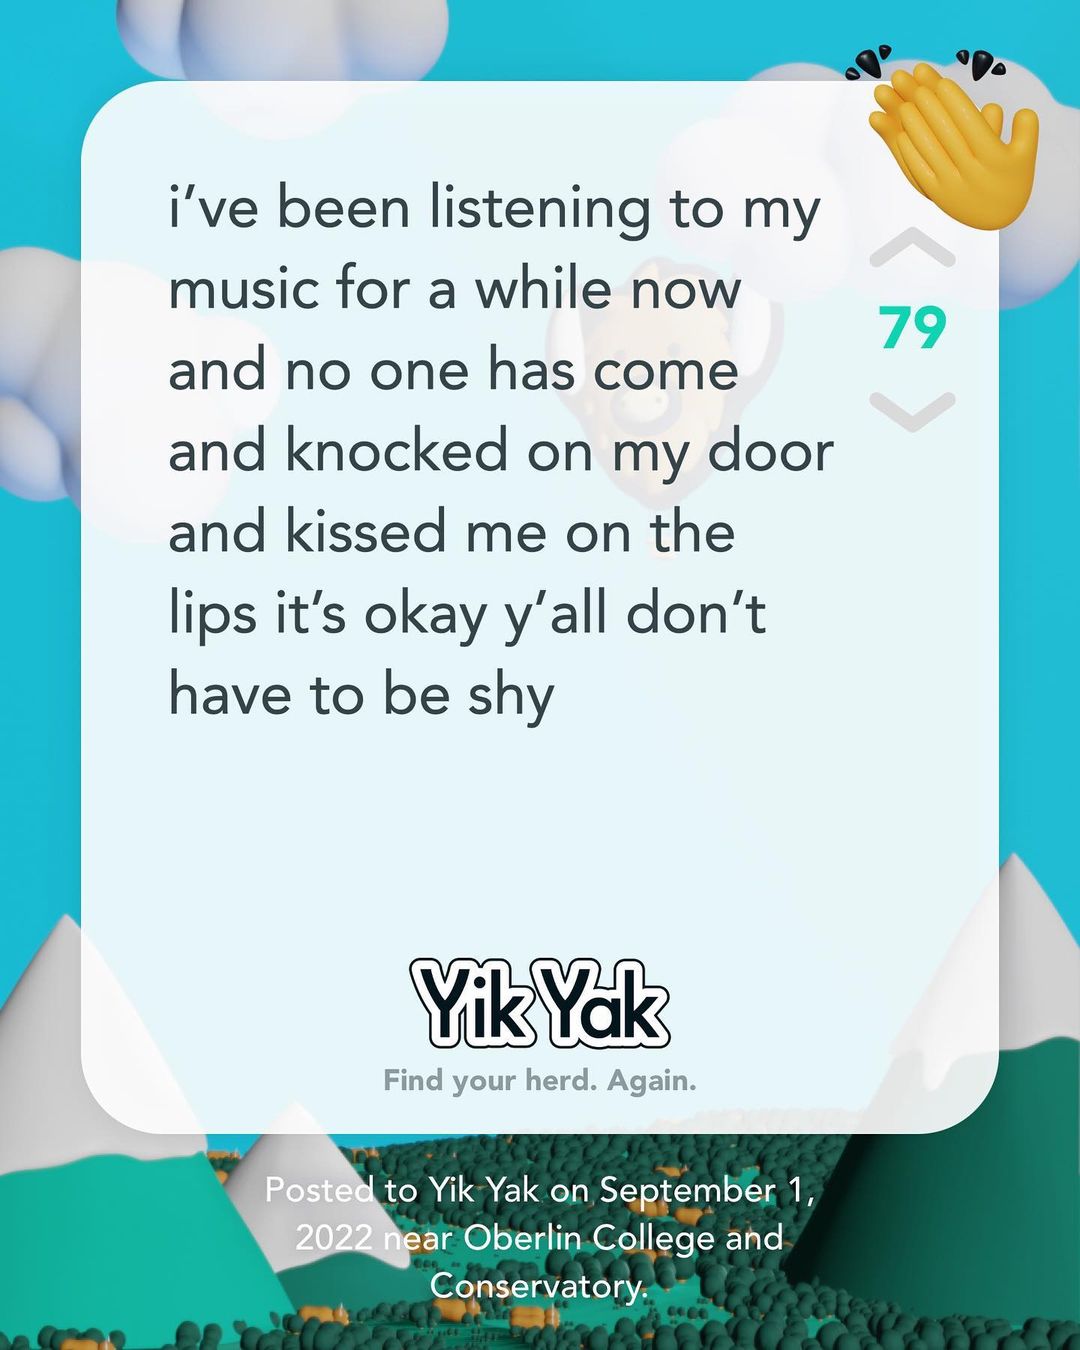 i’ve been listening to my
music for a while now
and no one has come
and knocked on my door
and kissed me on the
lips it’s okay y’all don’t
have to be shy
79
Yik Yak
Find your herd. Again.
Posted to Yik Yak on September 1,
2022 near Oberlin College and
Conservatory.